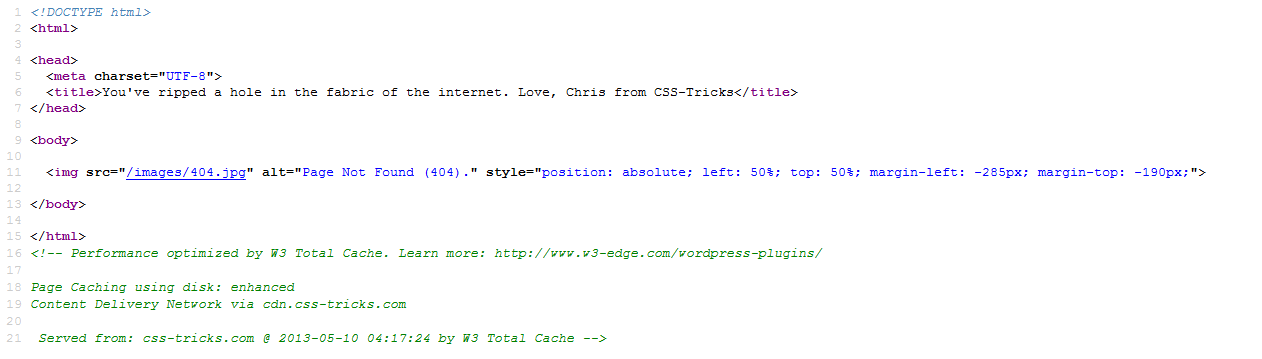 1 <!DOCTYPE html>
2 <html>
3
4 <head>
5   <meta charset="UTF-8">
6   <title>You've ripped a hole in the fabric of the internet. Love, Chris from CSS-Tricks</title>
7 </head>
8
9 <body>
10
11   <img src="/images/404.jpg" alt="Page Not Found (404)." style="position: absolute; left: 50%; top: 50%; margin-left: -285px; margin-top: -190px;">
12
13 </body>
14
15 </html>
16 <!-- Performance optimized by W3 Total Cache. Learn more: http://www.w3-edge.com/wordpress-plugins/
17
18 Page Caching using disk: enhanced
19 Content Delivery Network via cdn.css-tricks.com
20
21  Served from: css-tricks.com @ 2013-05-10 04:17:24 by W3 Total Cache -->